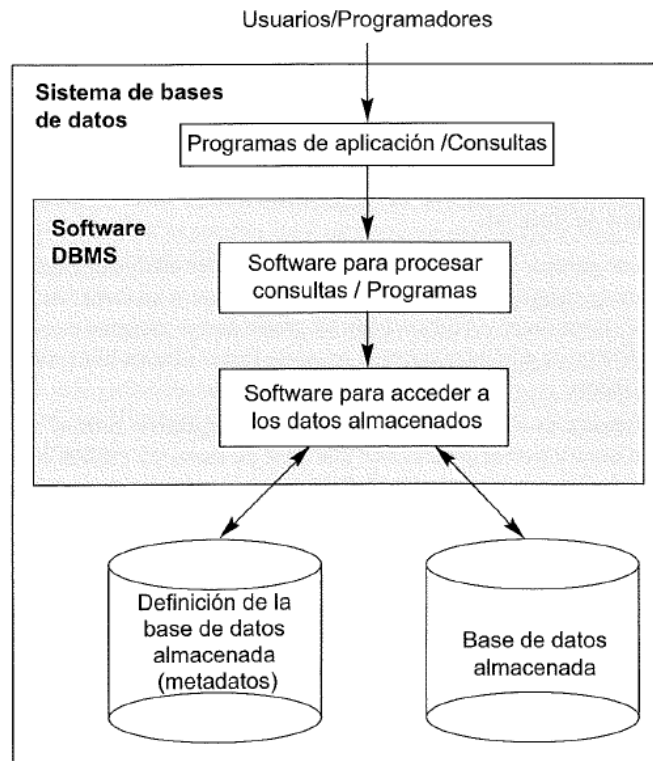 Usuarios/Programadores
Sistema de bases
de datos
Programas de aplicación /Consultas
Software
DBMS
Software para procesar
consultas / Programas
Software para acceder a
los datos almacenados
Definición de la
base de datos
almacenada
(metadatos)
Base de datos
almacenada